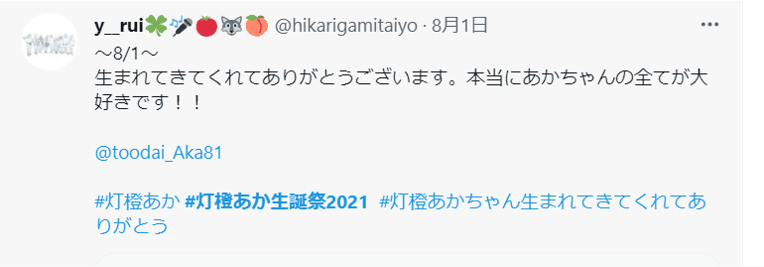 y__rui🍀🎤🍅🐺🍑 @hikarigamitaiyo · 8月1日
～8/1～
生まれてきてくれてありがとうございます。本当にあかちゃんの全てが大
好きです！！
@toodai_Aka81
#灯橙あか #灯橙あか生誕祭2021 #灯橙あかちゃん生まれてきてくれてあ
りがとう